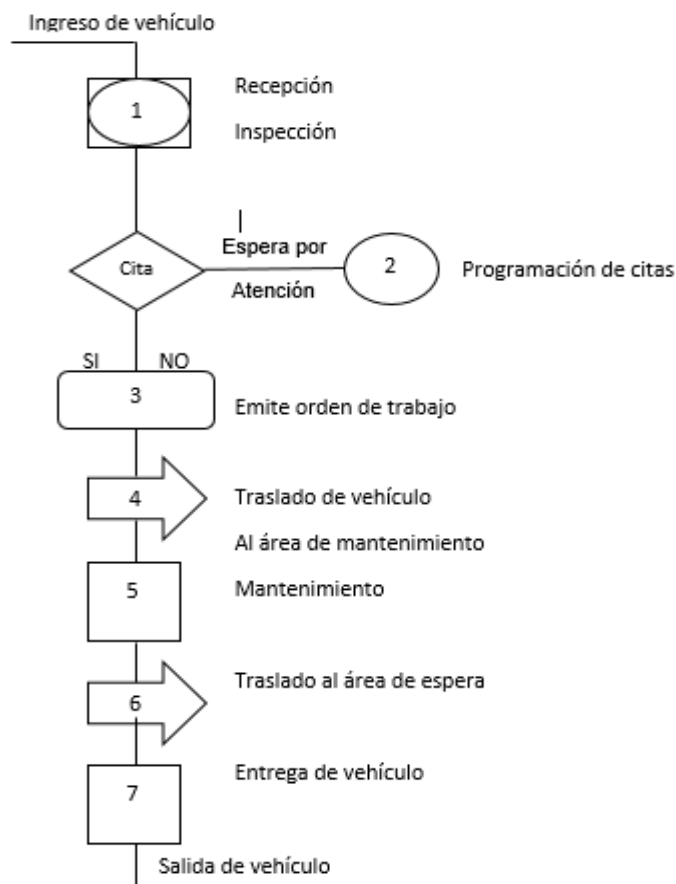 Ingreso de vehículo
1
Recepción
Inspección
Cita
Espera por
Atención
2
Programación de citas
SI NO
3
Emite orden de trabajo
4
Traslado de vehículo
Al área de mantenimiento
5
Mantenimiento
6
Traslado al área de espera
7
Entrega de vehículo
Salida de vehículo